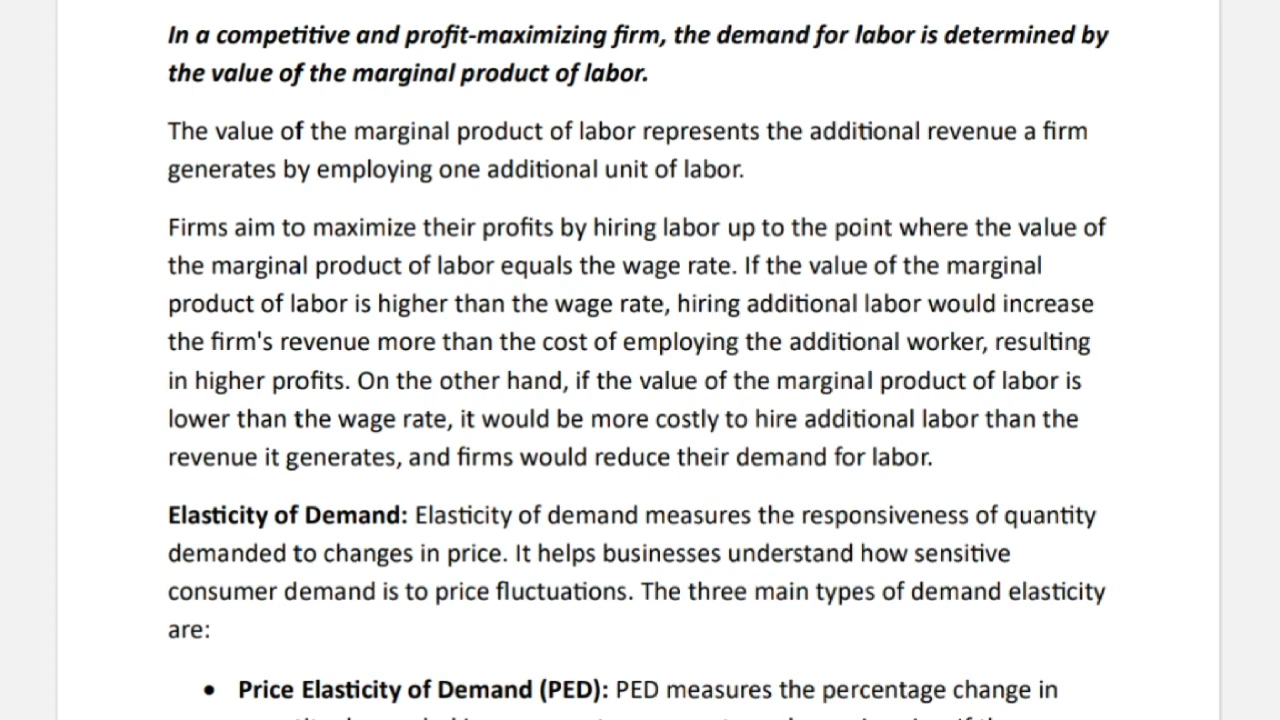 In a competitive and profit-maximizing firm, the demand for labor is determined by
the value of the marginal product of labor.
The value of the marginal product of labor represents the additional revenue a firm
generates by employing one additional unit of labor.
Firms aim to maximize their profits by hiring labor up to the point where the value of
the marginal product of labor equals the wage rate. If the value of the marginal
product of labor is higher than the wage rate, hiring additional labor would increase
the firm's revenue more than the cost of employing the additional worker, resulting
in higher profits. On the other hand, if the value of the marginal product of labor is
lower than the wage rate, it would be more costly to hire additional labor than the
revenue it generates, and firms would reduce their demand for labor.
Elasticity of Demand: Elasticity of demand measures the responsiveness of quantity
demanded to changes in price. It helps businesses understand how sensitive
consumer demand is to price fluctuations. The three main types of demand elasticity
are:
• Price Elasticity of Demand (PED): PED measures the percentage change in